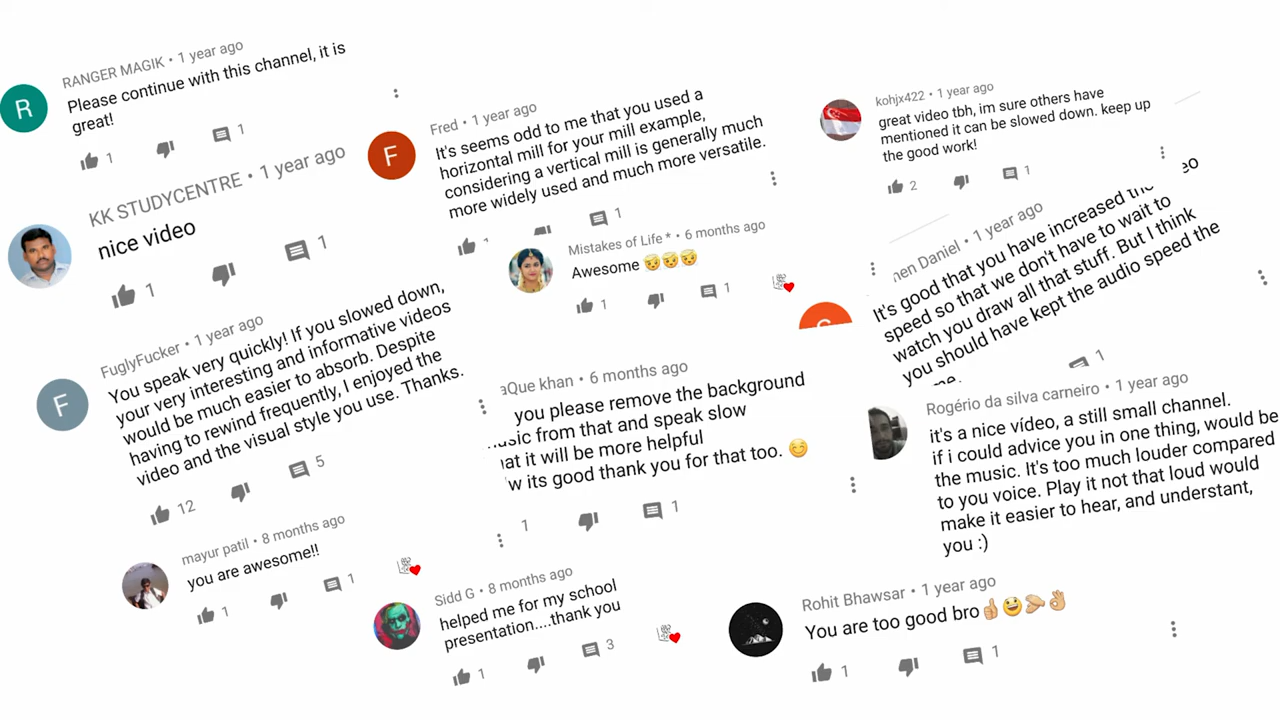 RANGER MAGIK • 1 year ago
Please continue with this channel, it is
great!
1
1
R
KK STUDYCENTRE • 1 year ago
nice video
1
1
FuglyFucker • 1 year ago
You speak very quickly! If you slowed down,
your very interesting and informative videos
would be much easier to absorb. Despite
having to rewind frequently, I enjoyed the
video and the visual style you use. Thanks.
12
5
F
mayur patil • 8 months ago
you are awesome!!
1
1
Fred • 1 year ago
It's seems odd to me that you used a
horizontal mill for your mill example,
considering a vertical mill is generally much
more widely used and much more versatile.
1
F
Mistakes of Life * • 6 months ago
Awesome 😇😇😇
1
1
aQue khan • 6 months ago
you please remove the background
from that and speak slow
at it will be more helpful
w its good thank you for that too. 😊
1
1
Sidd G • 8 months ago
helped me for my school
presentation....thank you
1
3
kohjx422 • 1 year ago
great video tbh, im sure others have
mentioned it can be slowed down. keep up
the good work!
2
1
eo
nen Daniel • 1 year ago
It's good that you have increased the
speed so that we don't have to wait to
watch you draw all that stuff. But I think
you should have kept the audio speed the
1
Rogério da silva carneiro • 1 year ago
it's a nice vídeo, a still small channel.
if i could advice you in one thing, would be
the music. It's too much louder compared
to you voice. Play it not that loud would
make it easier to hear, and understant,
you :)
Rohit Bhawsar • 1 year ago
You are too good bro👍😃👏👌
1
1